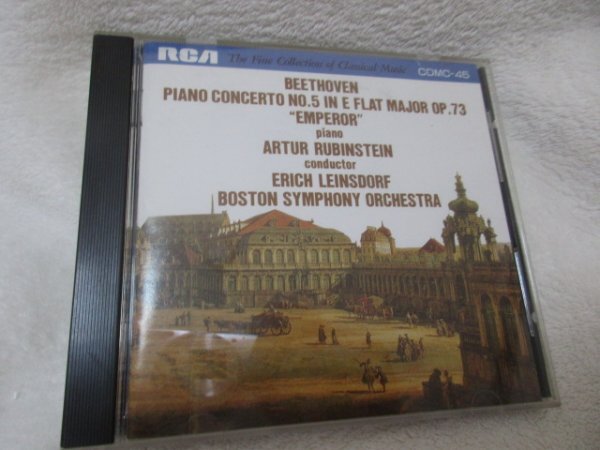 RCA The Fine Collection of Classical Music CDMC-45
BEETHOVEN
PIANO CONCERTO NO.5 IN E FLAT MAJOR OP.73
"EMPEROR"
piano
ARTUR RUBINSTEIN
conductor
ERICH LEINSDORF
BOSTON SYMPHONY ORCHESTRA